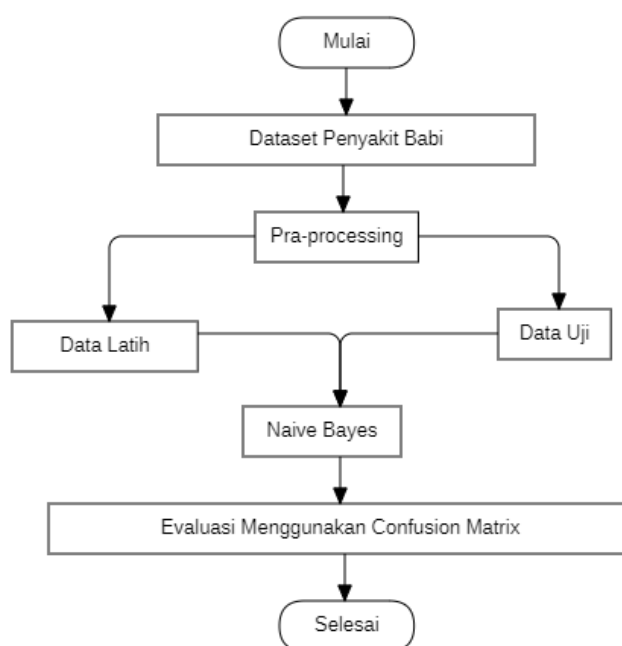 Mulai
Dataset Penyakit Babi
Pra-processing
Data Latih
Data Uji
Naive Bayes
Evaluasi Menggunakan Confusion Matrix
Selesai